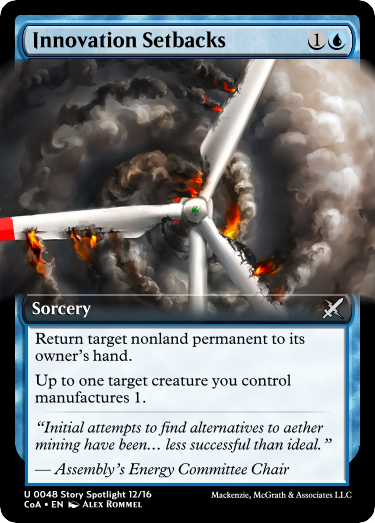 Innovation Setbacks 1
Sorcery
Return target nonland permanent to its
owner's hand.
Up to one target creature you control
manufactures 1.
“Initial attempts to find alternatives to aether
mining have been… less successful than ideal.”
— Assembly's Energy Committee Chair
U 0048 Story Spotlight 12/16
Mackenzie, McGrath & Associates LLC
CoA • EN Alex Rommel